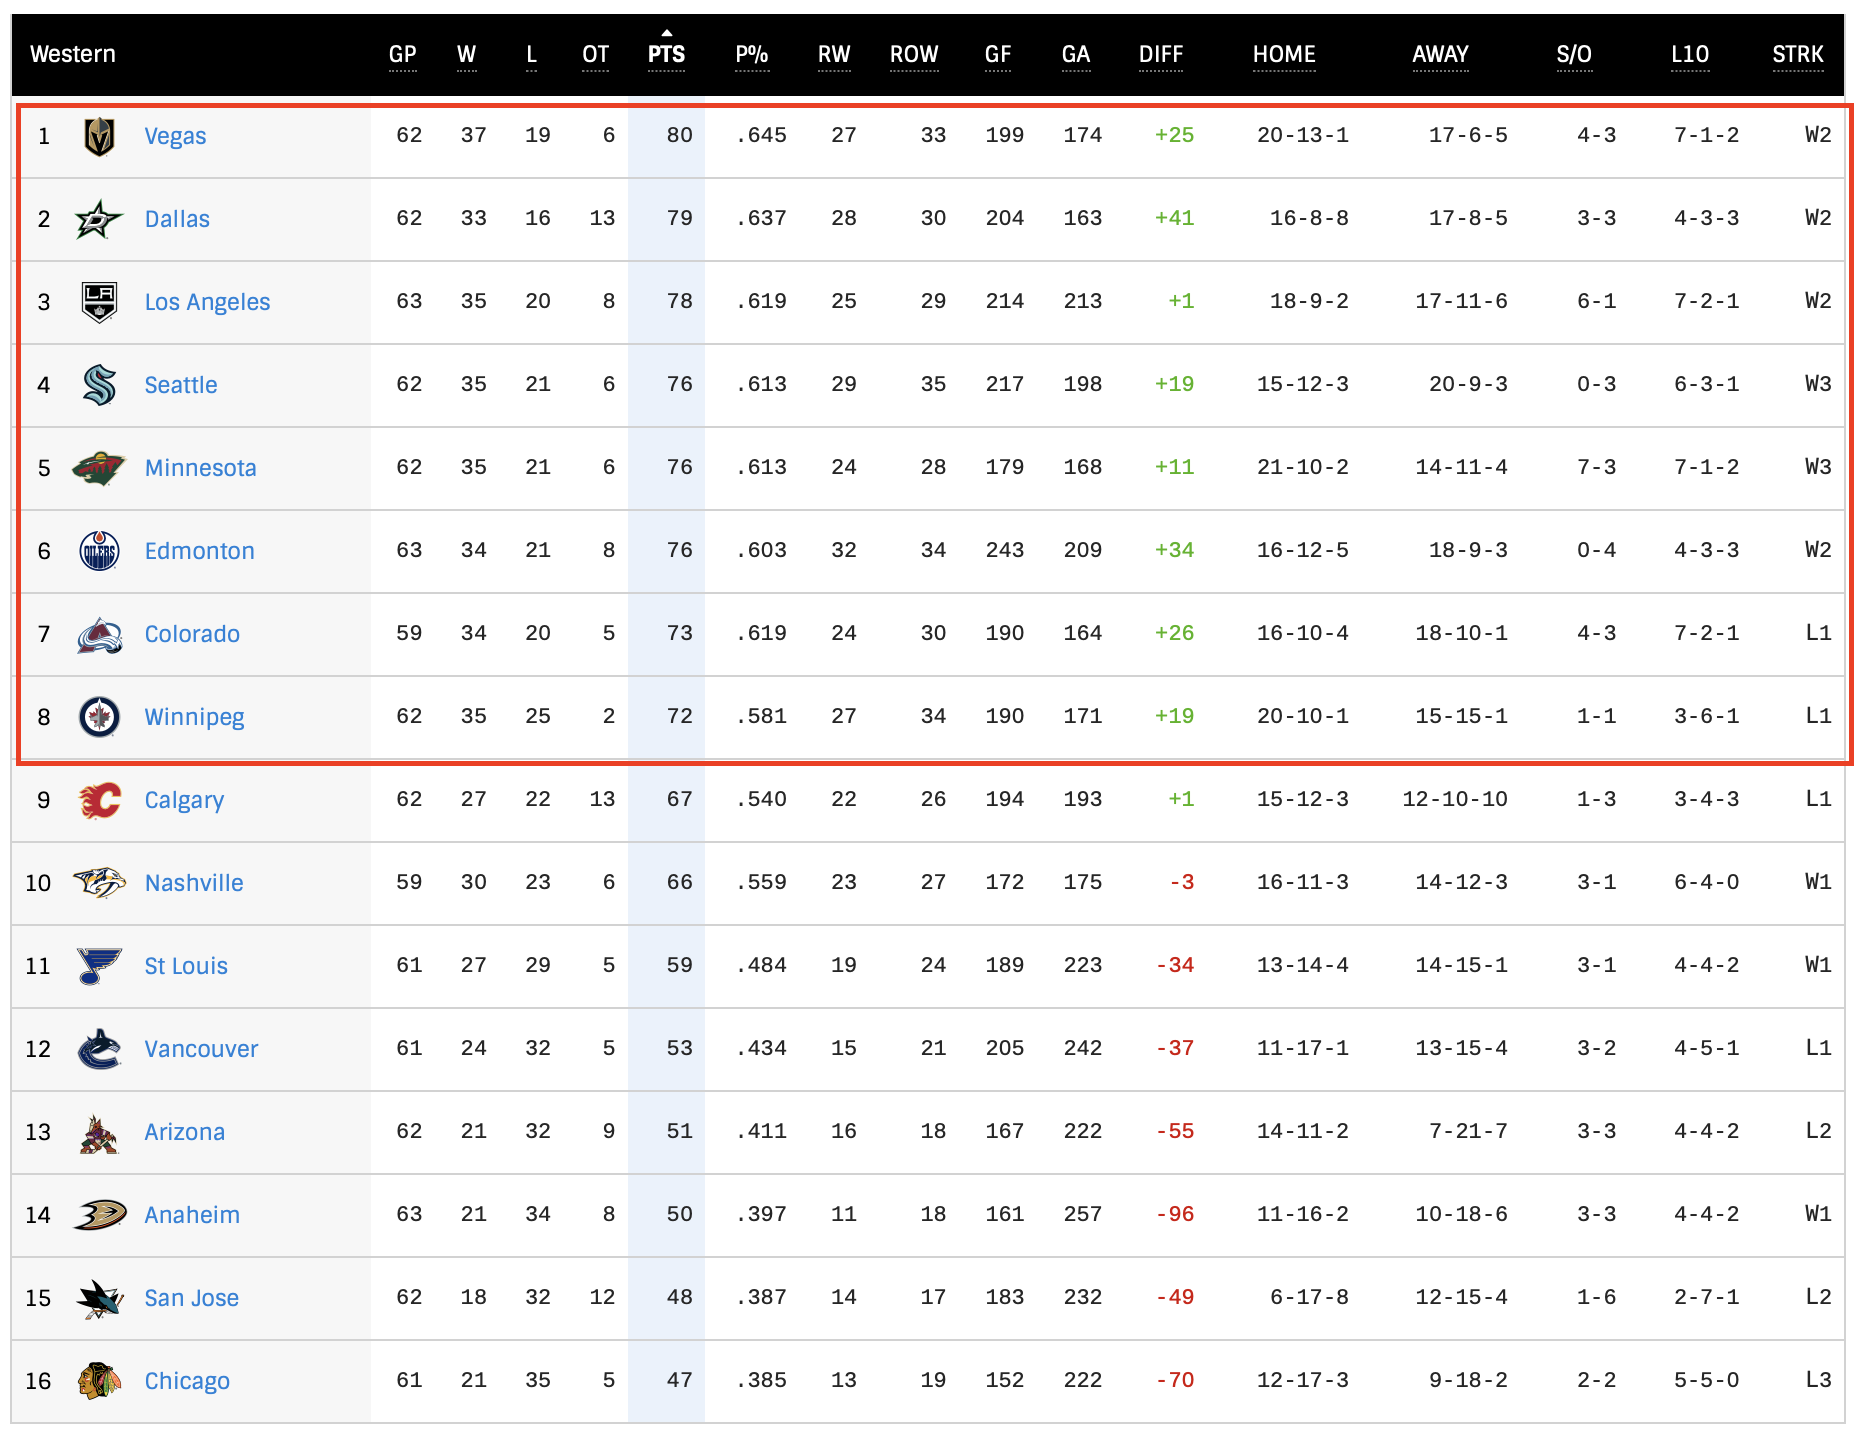 Western GP W L OT PTS P% RW ROW GF GA DIFF HOME AWAY S/O L10 STRK
1 Vegas 62 37 19 6 80 .645 27 33 199 174 +25 20-13-1 17-6-5 4-3 7-1-2 W2
2 Dallas 62 33 16 13 79 .637 28 30 204 163 +41 16-8-8 17-8-5 3-3 4-3-3 W2
3 LA Los Angeles 63 35 20 8 78 .619 25 29 214 213 +1 18-9-2 17-11-6 6-1 7-2-1 W2
4 Seattle 62 35 21 6 76 .613 29 35 217 198 +19 15-12-3 20-9-3 0-3 6-3-1 W3
5 Minnesota 62 35 21 6 76 .613 24 28 179 168 +11 21-10-2 14-11-4 7-3 7-1-2 W3
6 OILERS Edmonton 63 34 21 8 76 .603 32 34 243 209 +34 16-12-5 18-9-3 0-4 4-3-3 W2
7 Colorado 59 34 20 5 73 .619 24 30 190 164 +26 16-10-4 18-10-1 4-3 7-2-1 L1
8 Winnipeg 62 35 25 2 72 .581 27 34 190 171 +19 20-10-1 15-15-1 1-1 3-6-1 L1
9 Calgary 62 27 22 13 67 .540 22 26 194 193 +1 15-12-3 12-10-10 1-3 3-4-3 L1
10 Nashville 59 30 23 6 66 .559 23 27 172 175 -3 16-11-3 14-12-3 3-1 6-4-0 W1
11 St Louis 61 27 29 5 59 .484 19 24 189 223 -34 13-14-4 14-15-1 3-1 4-4-2 W1
12 Vancouver 61 24 32 5 53 .434 15 21 205 242 -37 11-17-1 13-15-4 3-2 4-5-1 L1
13 Arizona 62 21 32 9 51 .411 16 18 167 222 -55 14-11-2 7-21-7 3-3 4-4-2 L2
14 Anaheim 63 21 34 8 50 .397 11 18 161 257 -96 11-16-2 10-18-6 3-3 4-4-2 W1
15 San Jose 62 18 32 12 48 .387 14 17 183 232 -49 6-17-8 12-15-4 1-6 2-7-1 L2
16 Chicago 61 21 35 5 47 .385 13 19 152 222 -70 12-17-3 9-18-2 2-2 5-5-0 L3